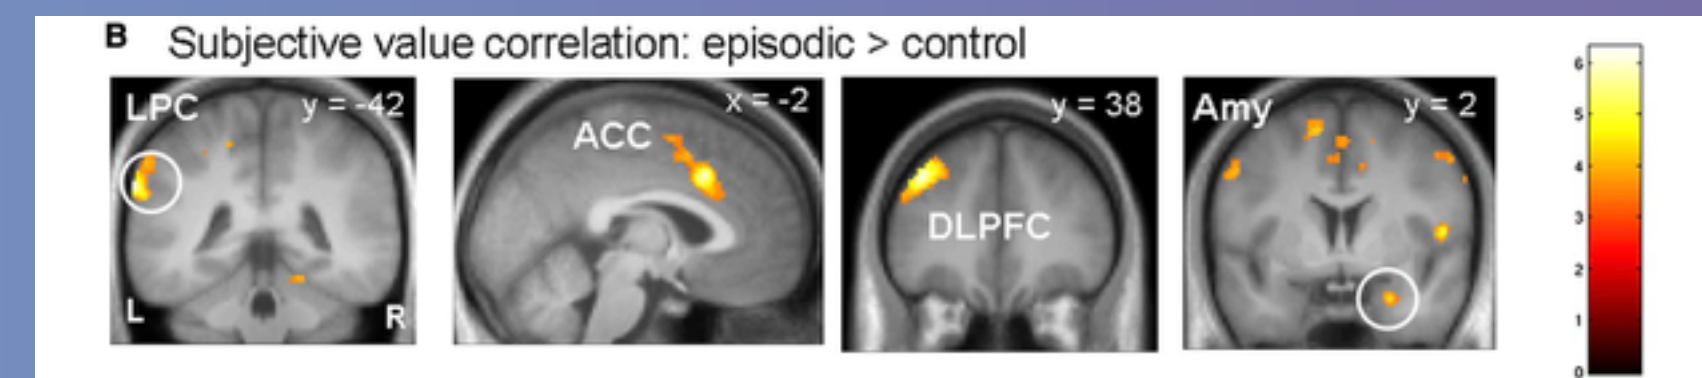 B Subjective value correlation: episodic > control
LPC y = -42
L R
x = -2
ACC
y = 38
DLPFC
Amy y = 2
6
5
4
3
2
1
0